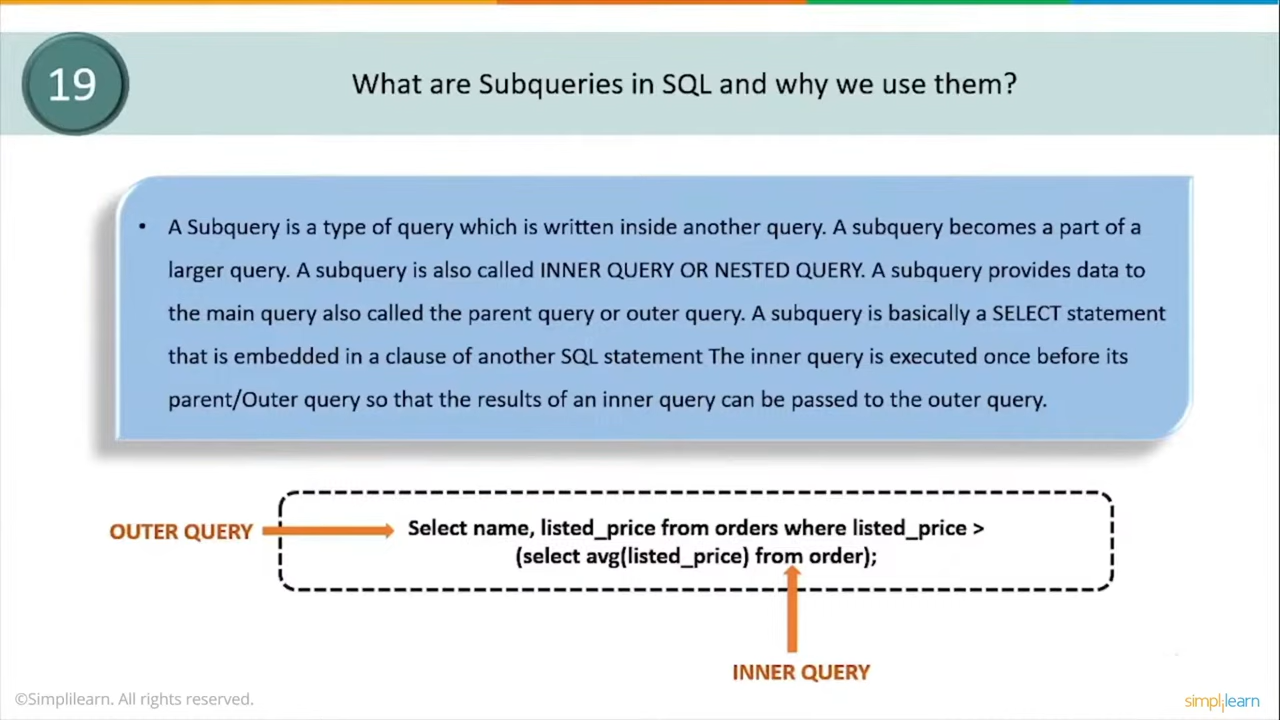 19
What are Subqueries in SQL and why we use them?
• A Subquery is a type of query which is written inside another query. A subquery becomes a part of a
larger query. A subquery is also called INNER QUERY OR NESTED QUERY. A subquery provides data to
the main query also called the parent query or outer query. A subquery is basically a SELECT statement
that is embedded in a clause of another SQL statement The inner query is executed once before its
parent/Outer query so that the results of an inner query can be passed to the outer query.
OUTER QUERY
Select name, listed_price from orders where listed_price >
(select avg(listed_price) from order);
INNER QUERY
©Simplilearn. All rights reserved.
simplilearn